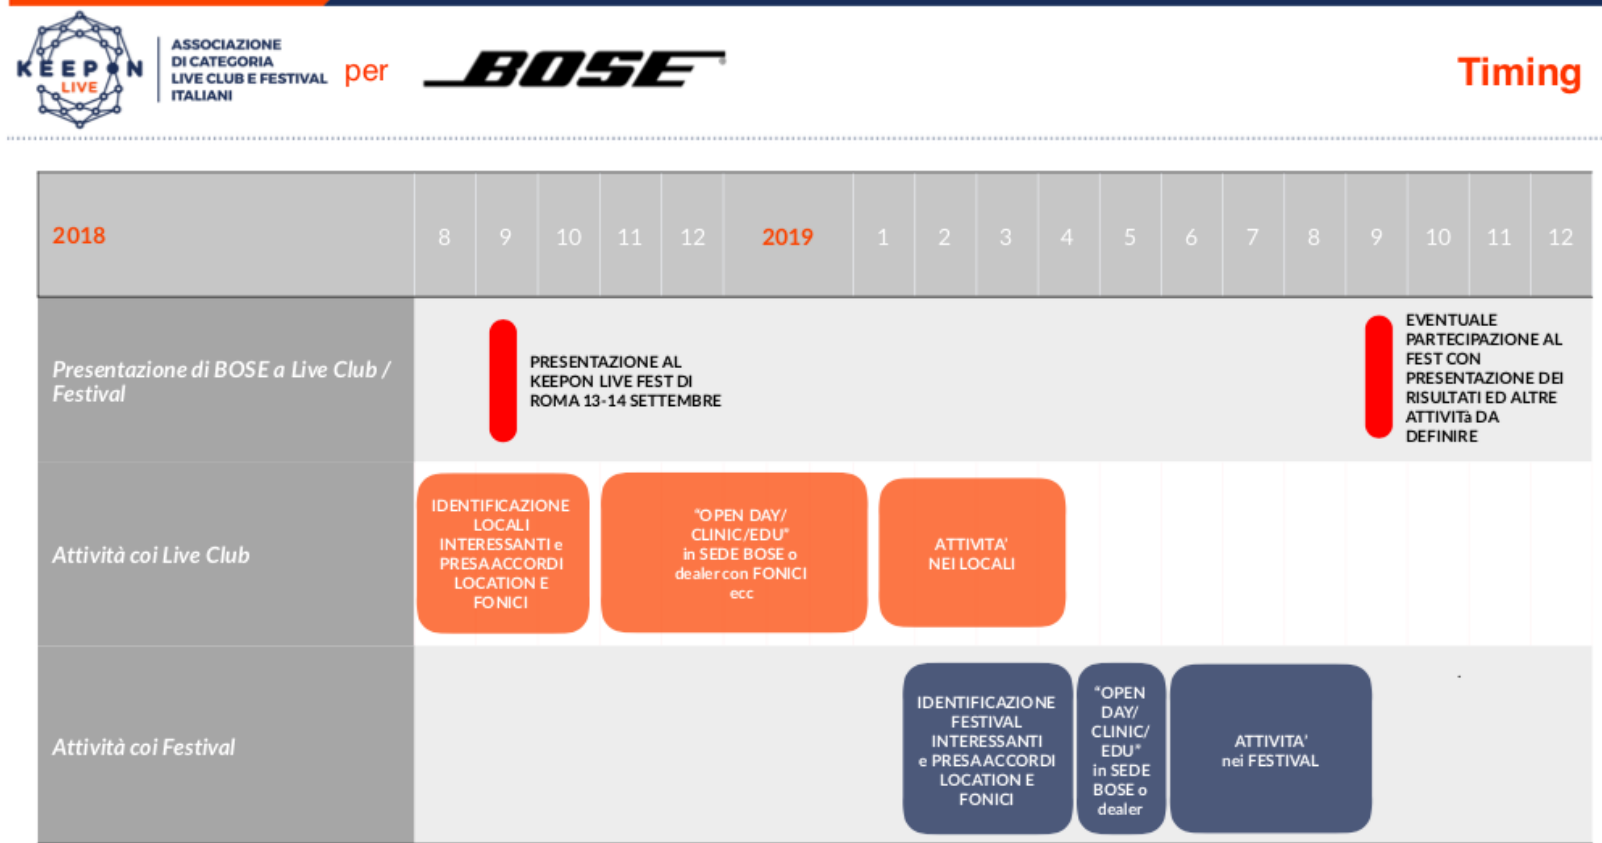 KEEPON
LIVE
ASSOCIAZIONE
DI CATEGORIA
LIVE CLUB E FESTIVAL
ITALIANI
per
BOSE®
Timing
2018 8 9 10 11 12 2019 1 2 3 4 5 6 7 8 9 10 11 12
Presentazione di BOSE a Live Club /
Festival
PRESENTAZIONE AL
KEEPON LIVE FEST DI
ROMA 13-14 SETTEMBRE
EVENTUALE
PARTECIPAZIONE AL
FEST CON
PRESENTAZIONE DEI
RISULTATI ED ALTRE
ATTIVITà DA
DEFINIRE
Attività coi Live Club
IDENTIFICAZIONE
LOCALI
INTERESSANTI e
PRESA ACCORDI
LOCATION E
FONICI
“OPEN DAY/
CLINIC/EDU”
in SEDE BOSE o
dealer con FONICI
ecc
ATTIVITA’
NEI LOCALI
Attività coi Festival
IDENTIFICAZIONE
FESTIVAL
INTERESSANTI
e PRESA ACCORDI
LOCATION E
FONICI
“OPEN
DAY/
CLINIC/
EDU”
in SEDE
BOSE o
dealer
ATTIVITA’
nei FESTIVAL